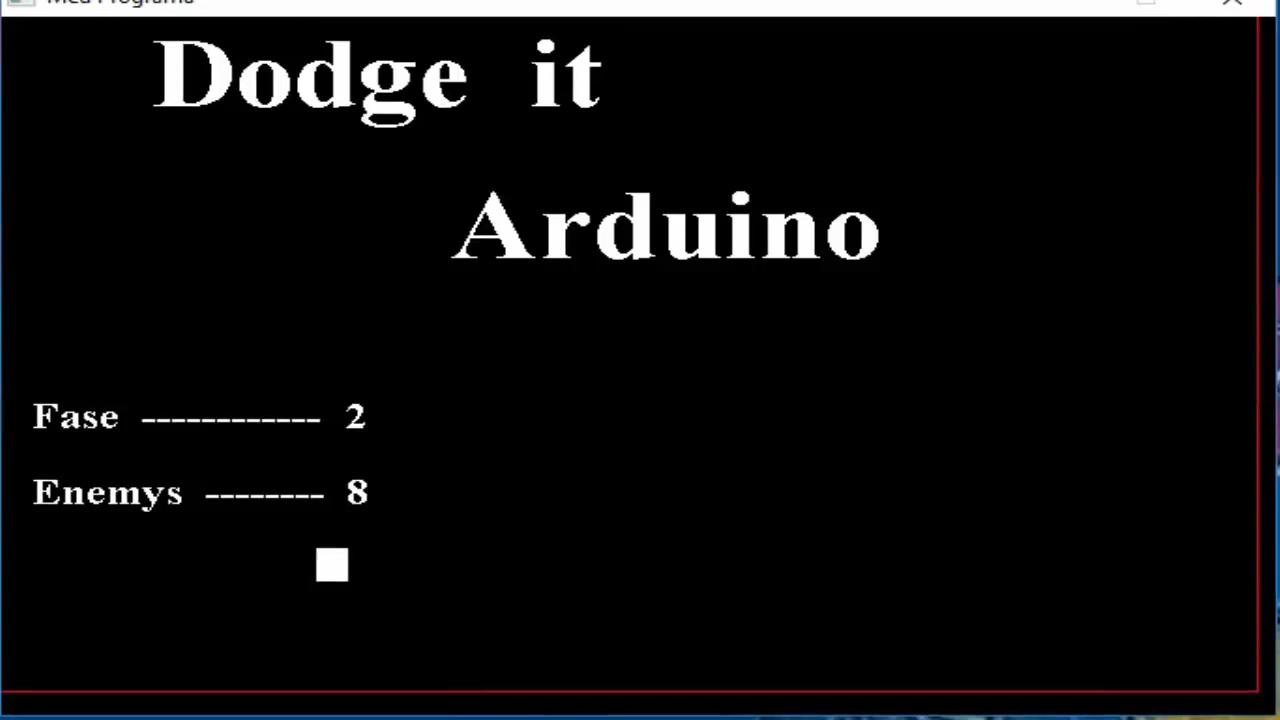 Dodge it
Arduino
Fase ------------ 2
Enemys -------- 8